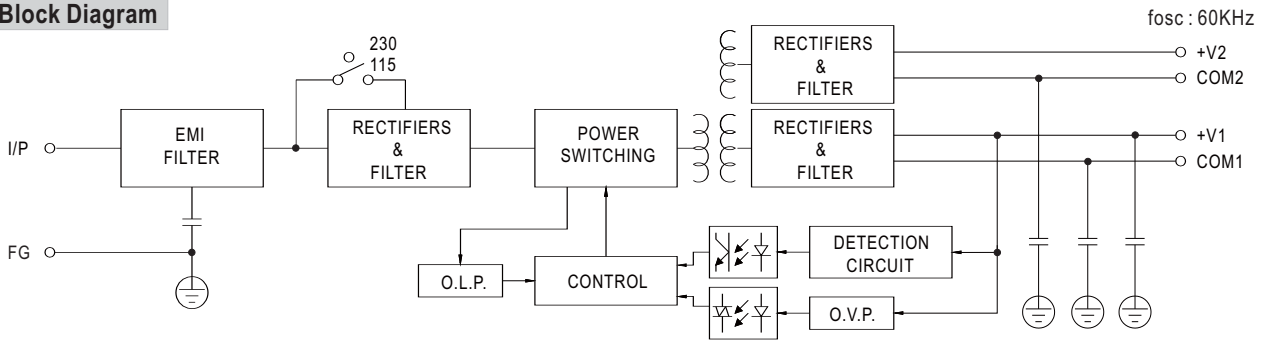 Block Diagram
fosc : 60KHz
230
115
RECTIFIERS
&
FILTER
+V2
COM2
I/P
EMI
FILTER
RECTIFIERS
&
FILTER
POWER
SWITCHING
RECTIFIERS
&
FILTER
+V1
COM1
FG
O.L.P.
CONTROL
DETECTION
CIRCUIT
O.V.P.